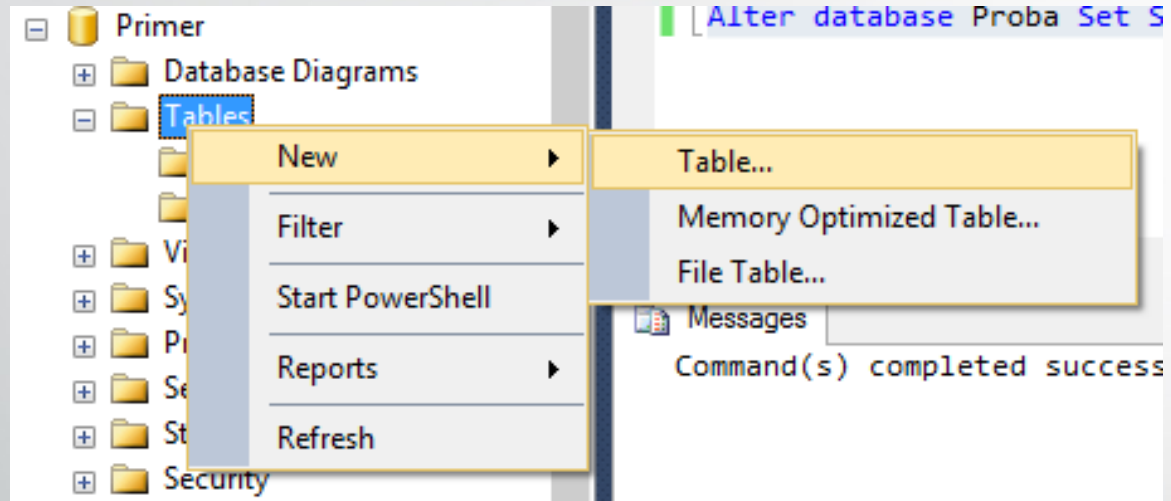 Primer
Database Diagrams
Tables
New
Filter
Start PowerShell
Reports
Refresh
Security
Table...
Memory Optimized Table...
File Table...
Alter database Proba Set
Messages
Command(s) completed